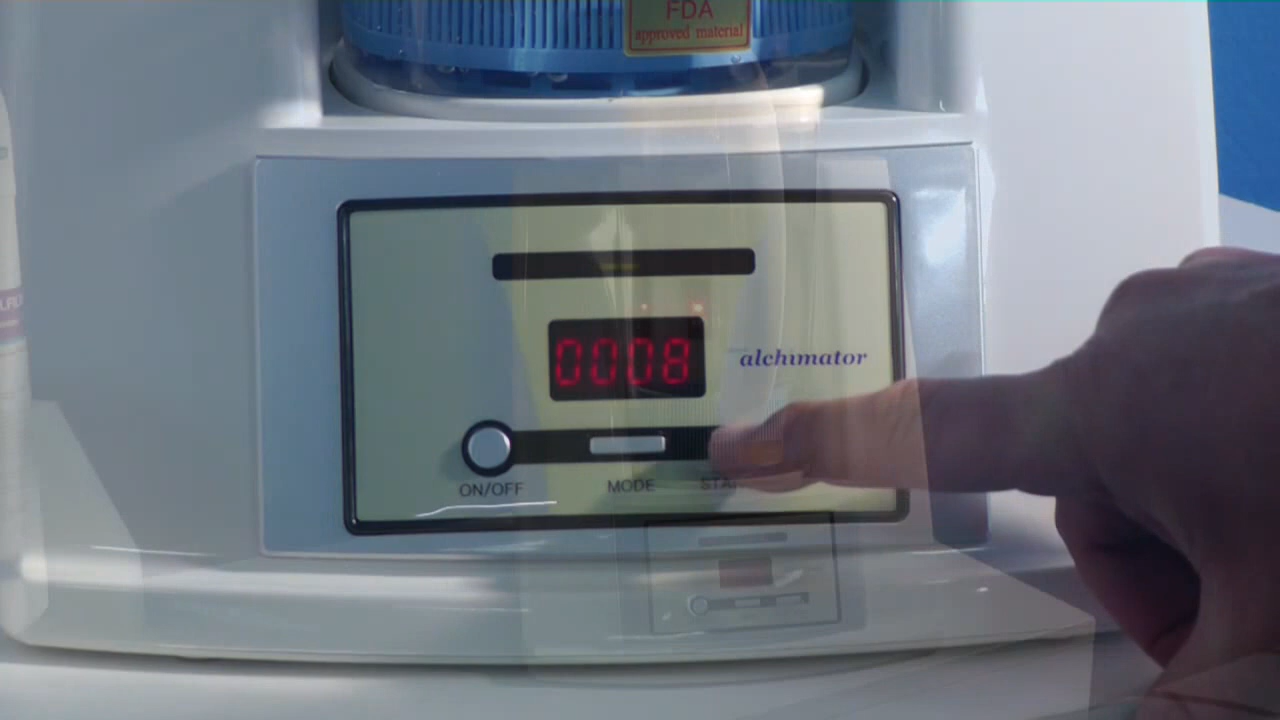 FDA
approved material
0008
alchimator
ON/OFF
MODE